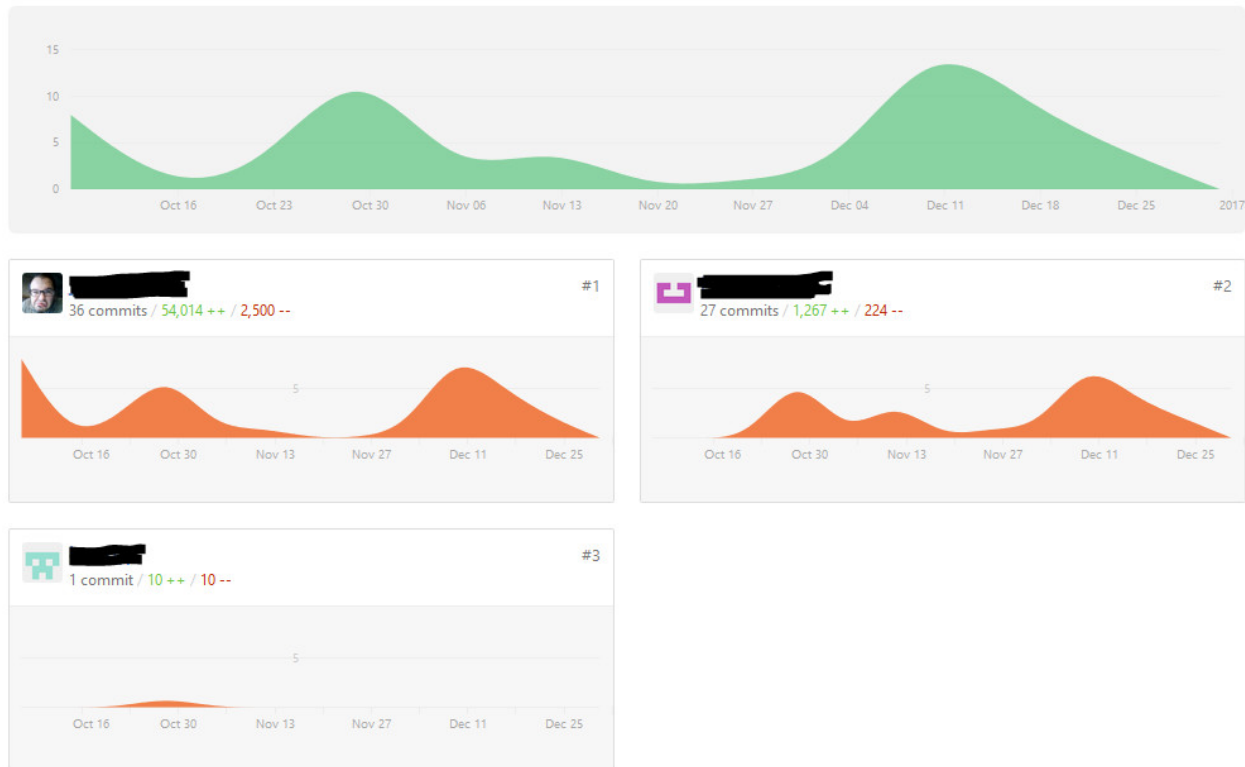 15
10
5
0
Oct 16 Oct 23 Oct 30 Nov 06 Nov 13 Nov 20 Nov 27 Dec 04 Dec 11 Dec 18 Dec 25 2017
#1
36 commits / 54,014 ++ / 2,500 --
5
Oct 16 Oct 30 Nov 13 Nov 27 Dec 11 Dec 25
#2
27 commits / 1,267 ++ / 224 --
5
Oct 16 Oct 30 Nov 13 Nov 27 Dec 11 Dec 25
#3
1 commit / 10 ++ / 10 --
5
Oct 16 Oct 30 Nov 13 Nov 27 Dec 11 Dec 25